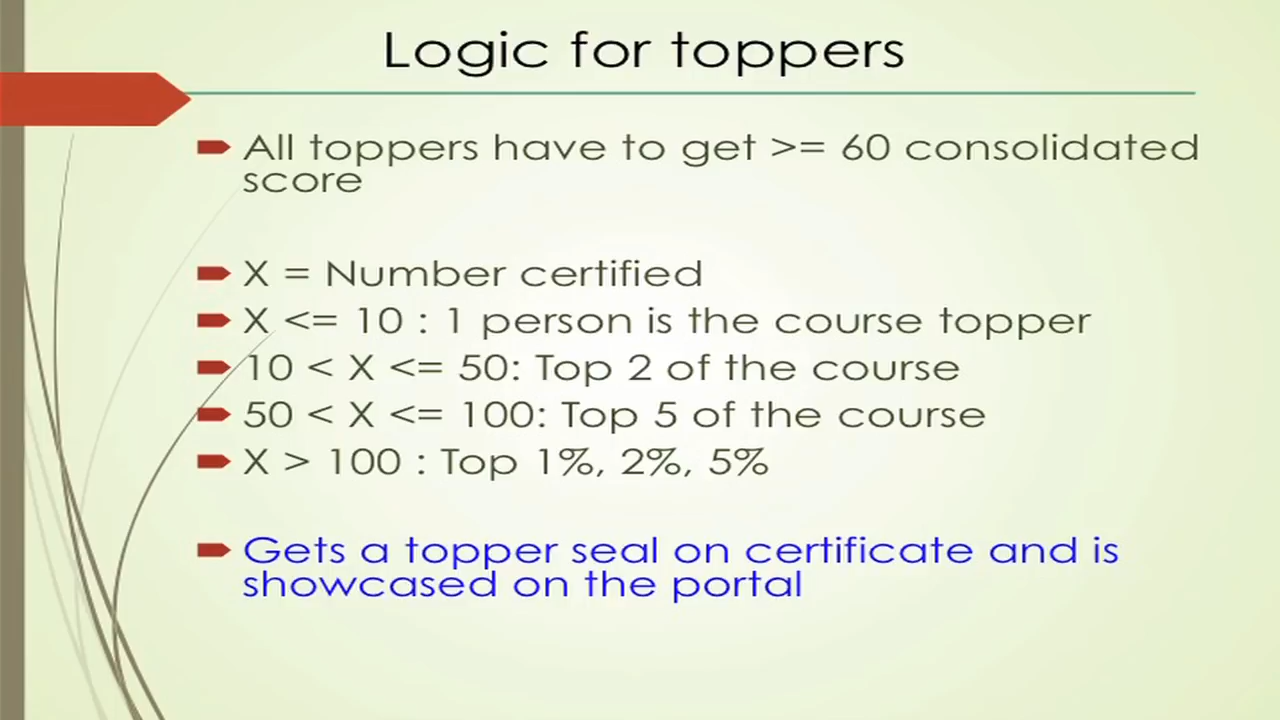 Logic for toppers
All toppers have to get >= 60 consolidated
score
X = Number certified
X <= 10 : 1 person is the course topper
10 < X <= 50: Top 2 of the course
50 < X <= 100: Top 5 of the course
X > 100 : Top 1%, 2%, 5%
Gets a topper seal on certificate and is
showcased on the portal